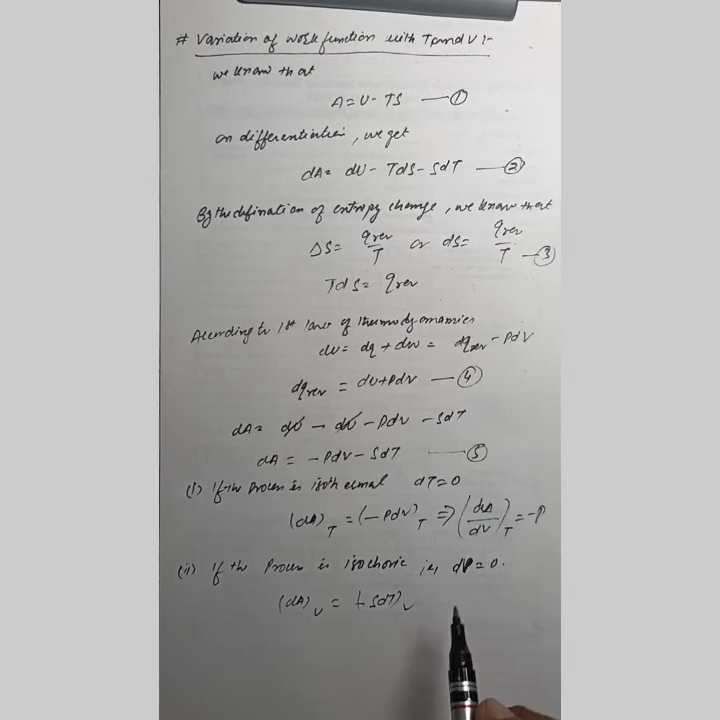 # Variation of work function with T and V :-
we know that
A = U - TS —①
on differentiation, we get
dA = dU - TdS - SdT —②
By the defination of entropy change, we know that
ΔS = qrev/T or dS = qrev/T —③
TdS = qrev
According to 1st law of thermodynamics
dU = dq + dw = dqrev - PdV
dqrev = dU + PdV —④
dA = dU - dU - PdV - SdT
dA = -PdV - SdT —⑤
(i) If the process is isothermal dT = 0
(dA)T = (-PdV)T ⇒ (dA/dV)T = -P
(ii) If the process is isochoric i.e, dV = 0.
(dA)V = (-SdT)V